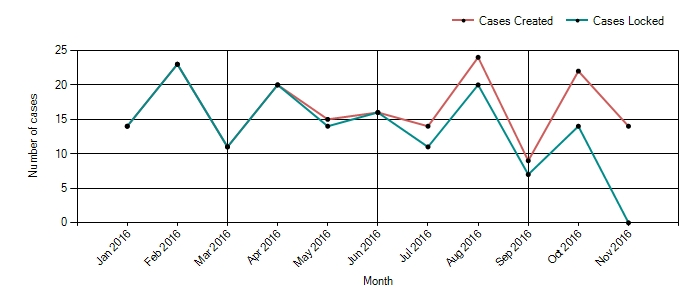 Cases Created Cases Locked
25
20
15
10
5
0
Number of cases
Jan 2016 Feb 2016 Mar 2016 Apr 2016 May 2016 Jun 2016 Jul 2016 Aug 2016 Sep 2016 Oct 2016 Nov 2016
Month